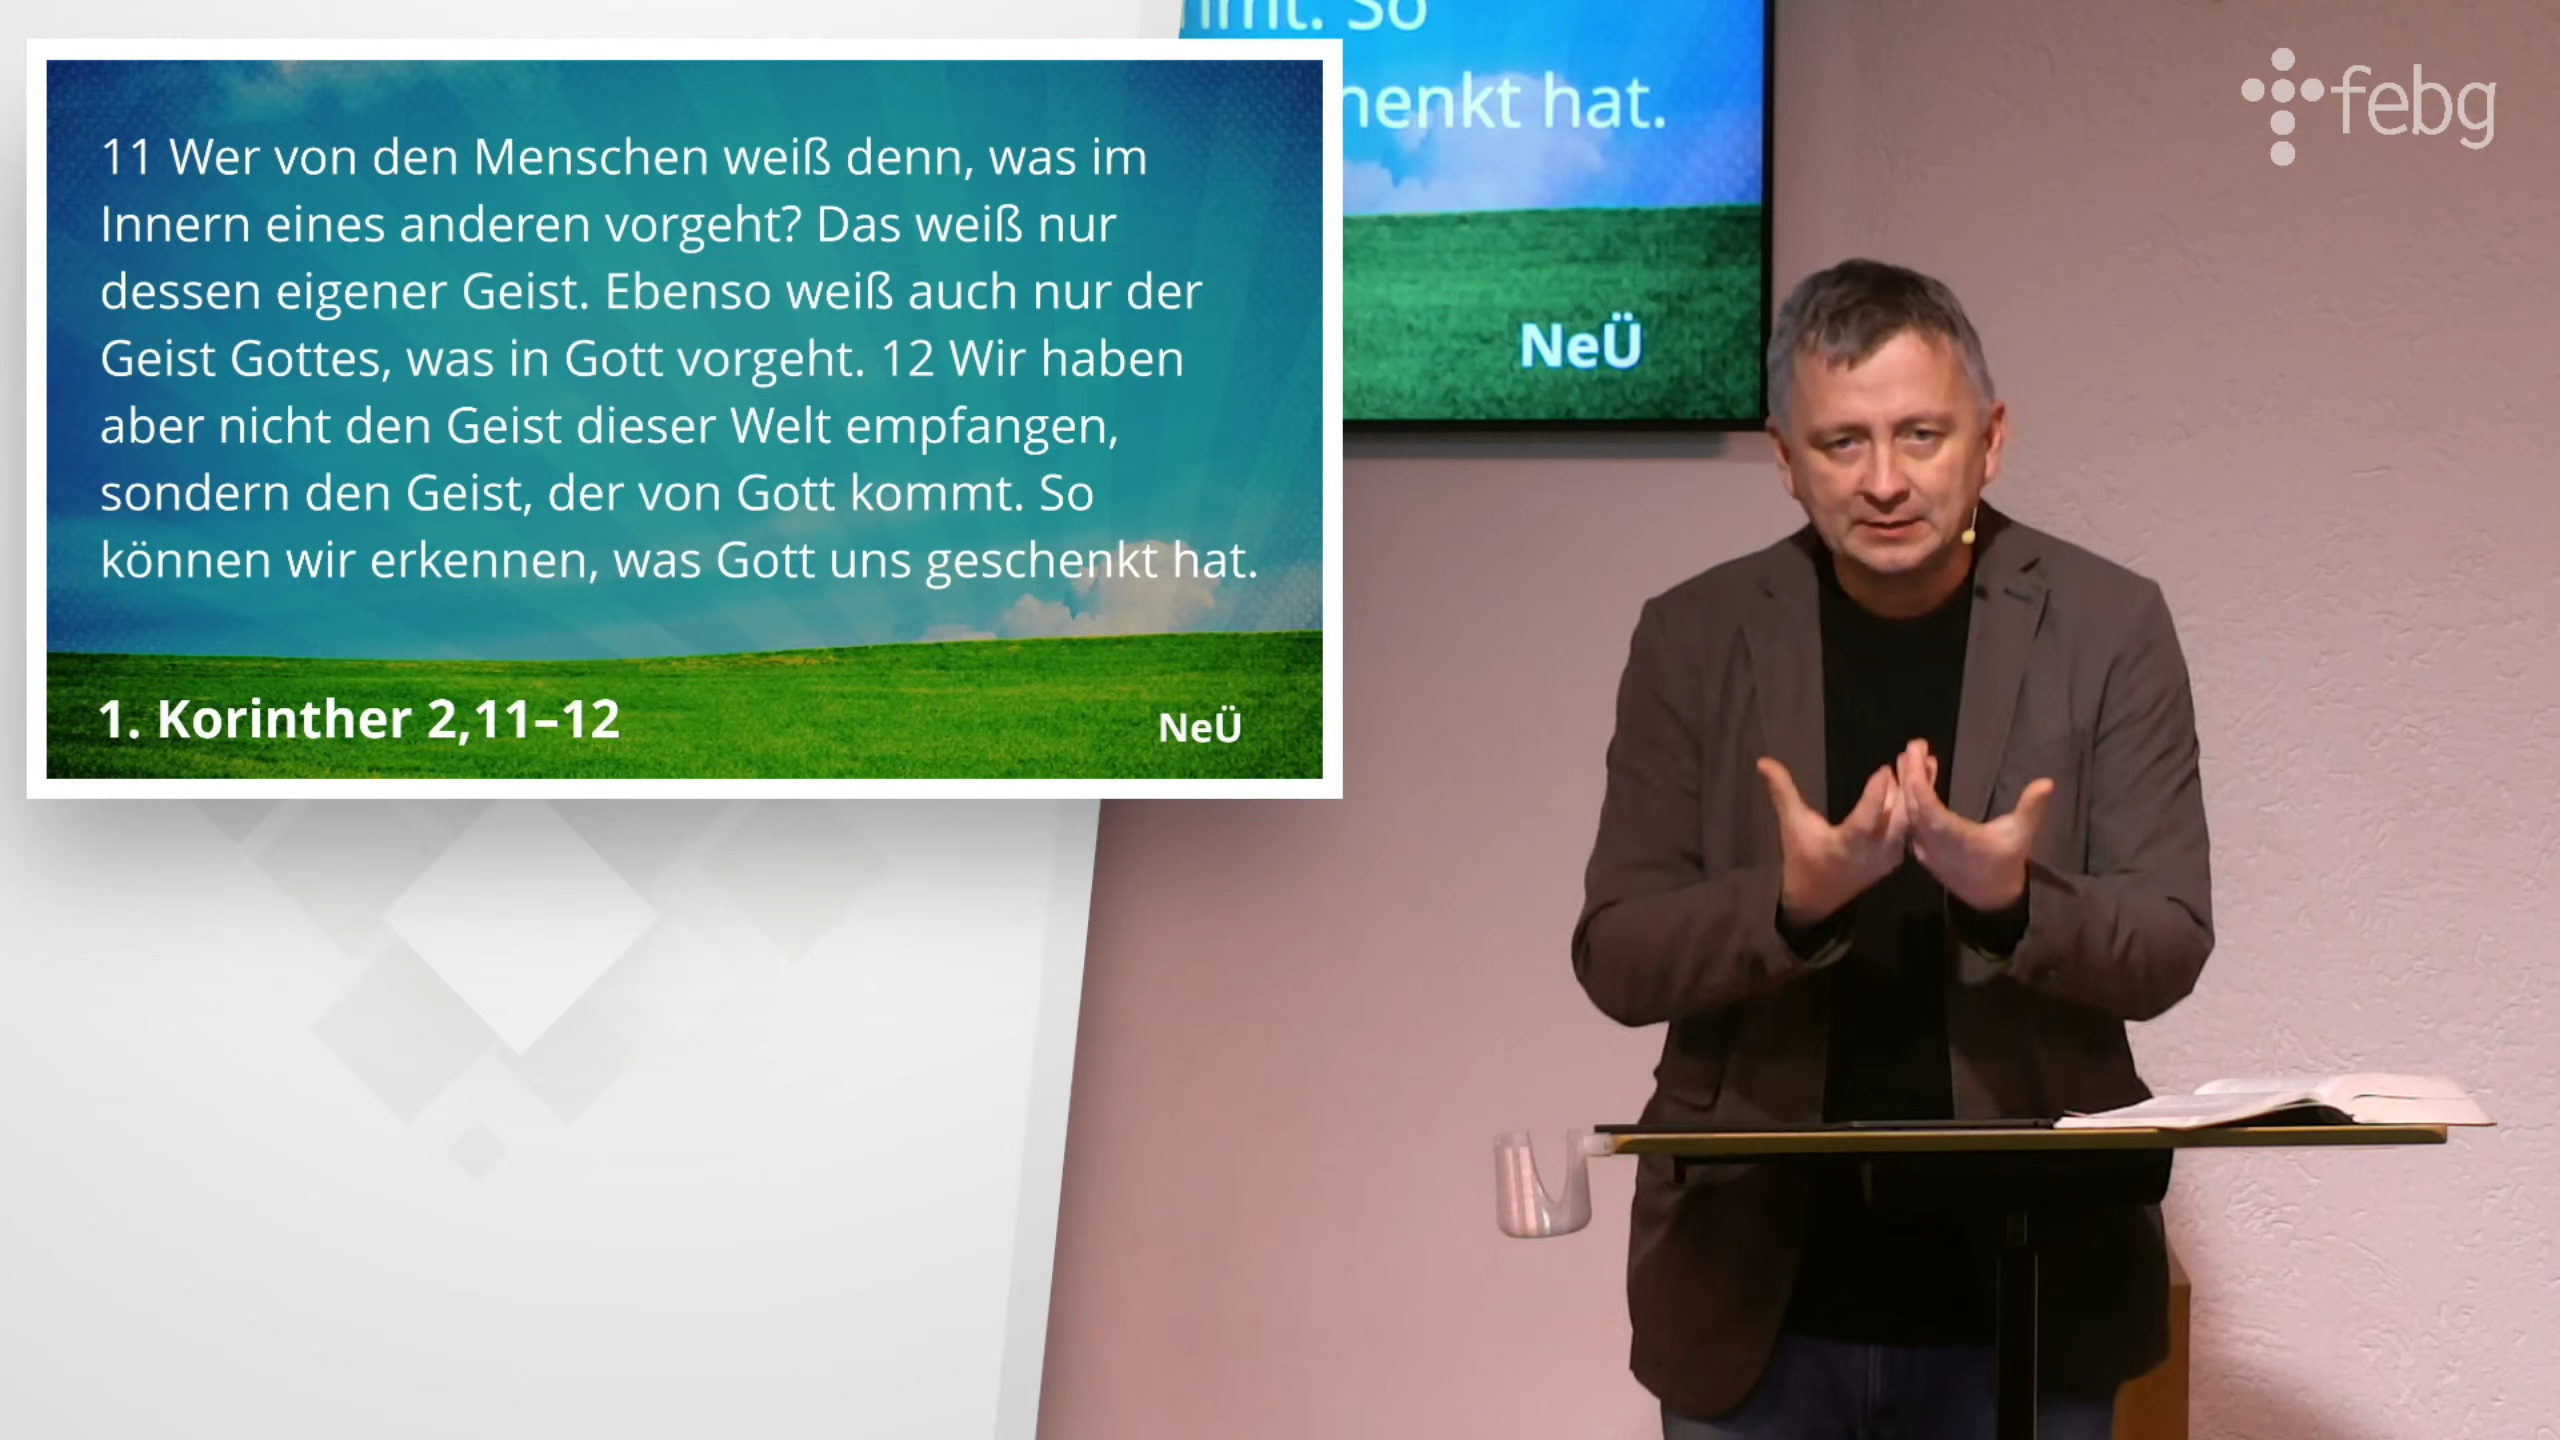 11 Wer von den Menschen weiß denn, was im
Innern eines anderen vorgeht? Das weiß nur
dessen eigener Geist. Ebenso weiß auch nur der
Geist Gottes, was in Gott vorgeht. 12 Wir haben
aber nicht den Geist dieser Welt empfangen,
sondern den Geist, der von Gott kommt. So
können wir erkennen, was Gott uns geschenkt hat.
1. Korinther 2,11–12
NeÜ
mmt. So
henkt hat.
NeÜ
febg